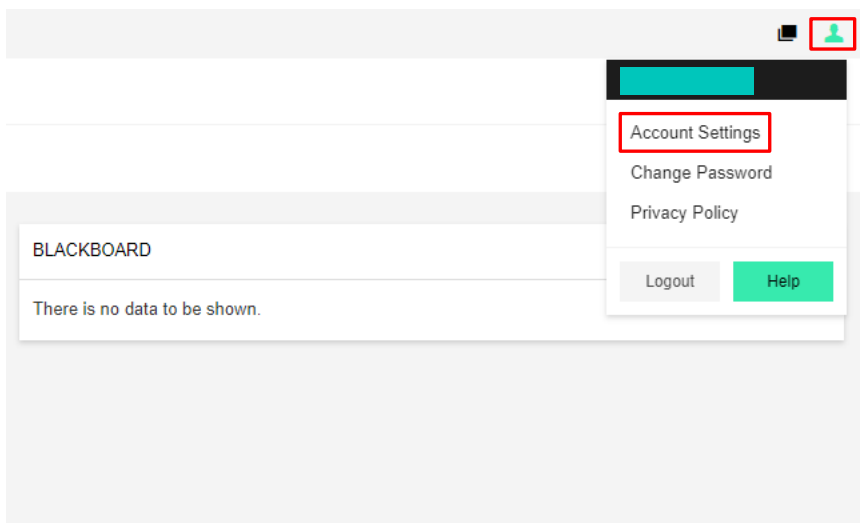 Account Settings
Change Password
Privacy Policy
Logout
Help
BLACKBOARD
There is no data to be shown.